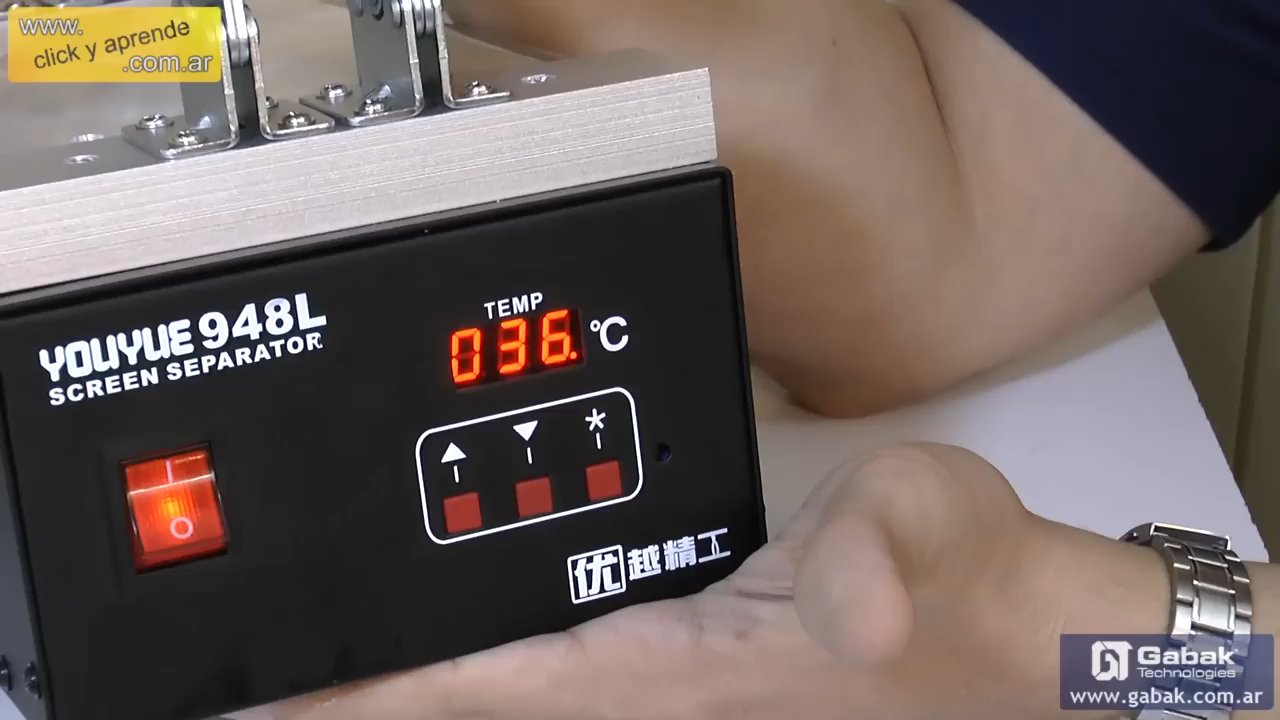 www.
click y aprende
.com.ar
YOUYUE 948L
SCREEN SEPARATOR
TEMP
036. °C
优越精工
Gabak
Technologies
www.gabak.com.ar